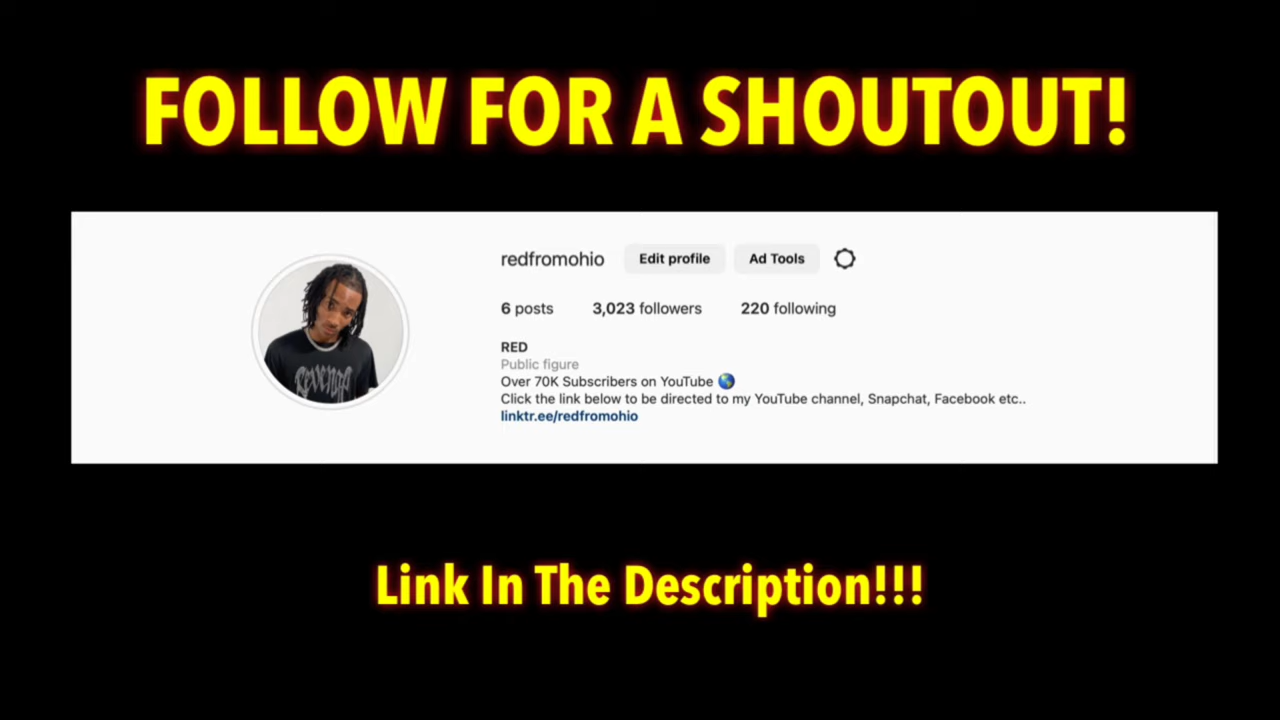 FOLLOW FOR A SHOUTOUT!
redfromohio Edit profile Ad Tools
6 posts 3,023 followers 220 following
RED
Public figure
Over 70K Subscribers on YouTube 🌎
Click the link below to be directed to my YouTube channel, Snapchat, Facebook etc..
linktr.ee/redfromohio
revenge
Link In The Description!!!